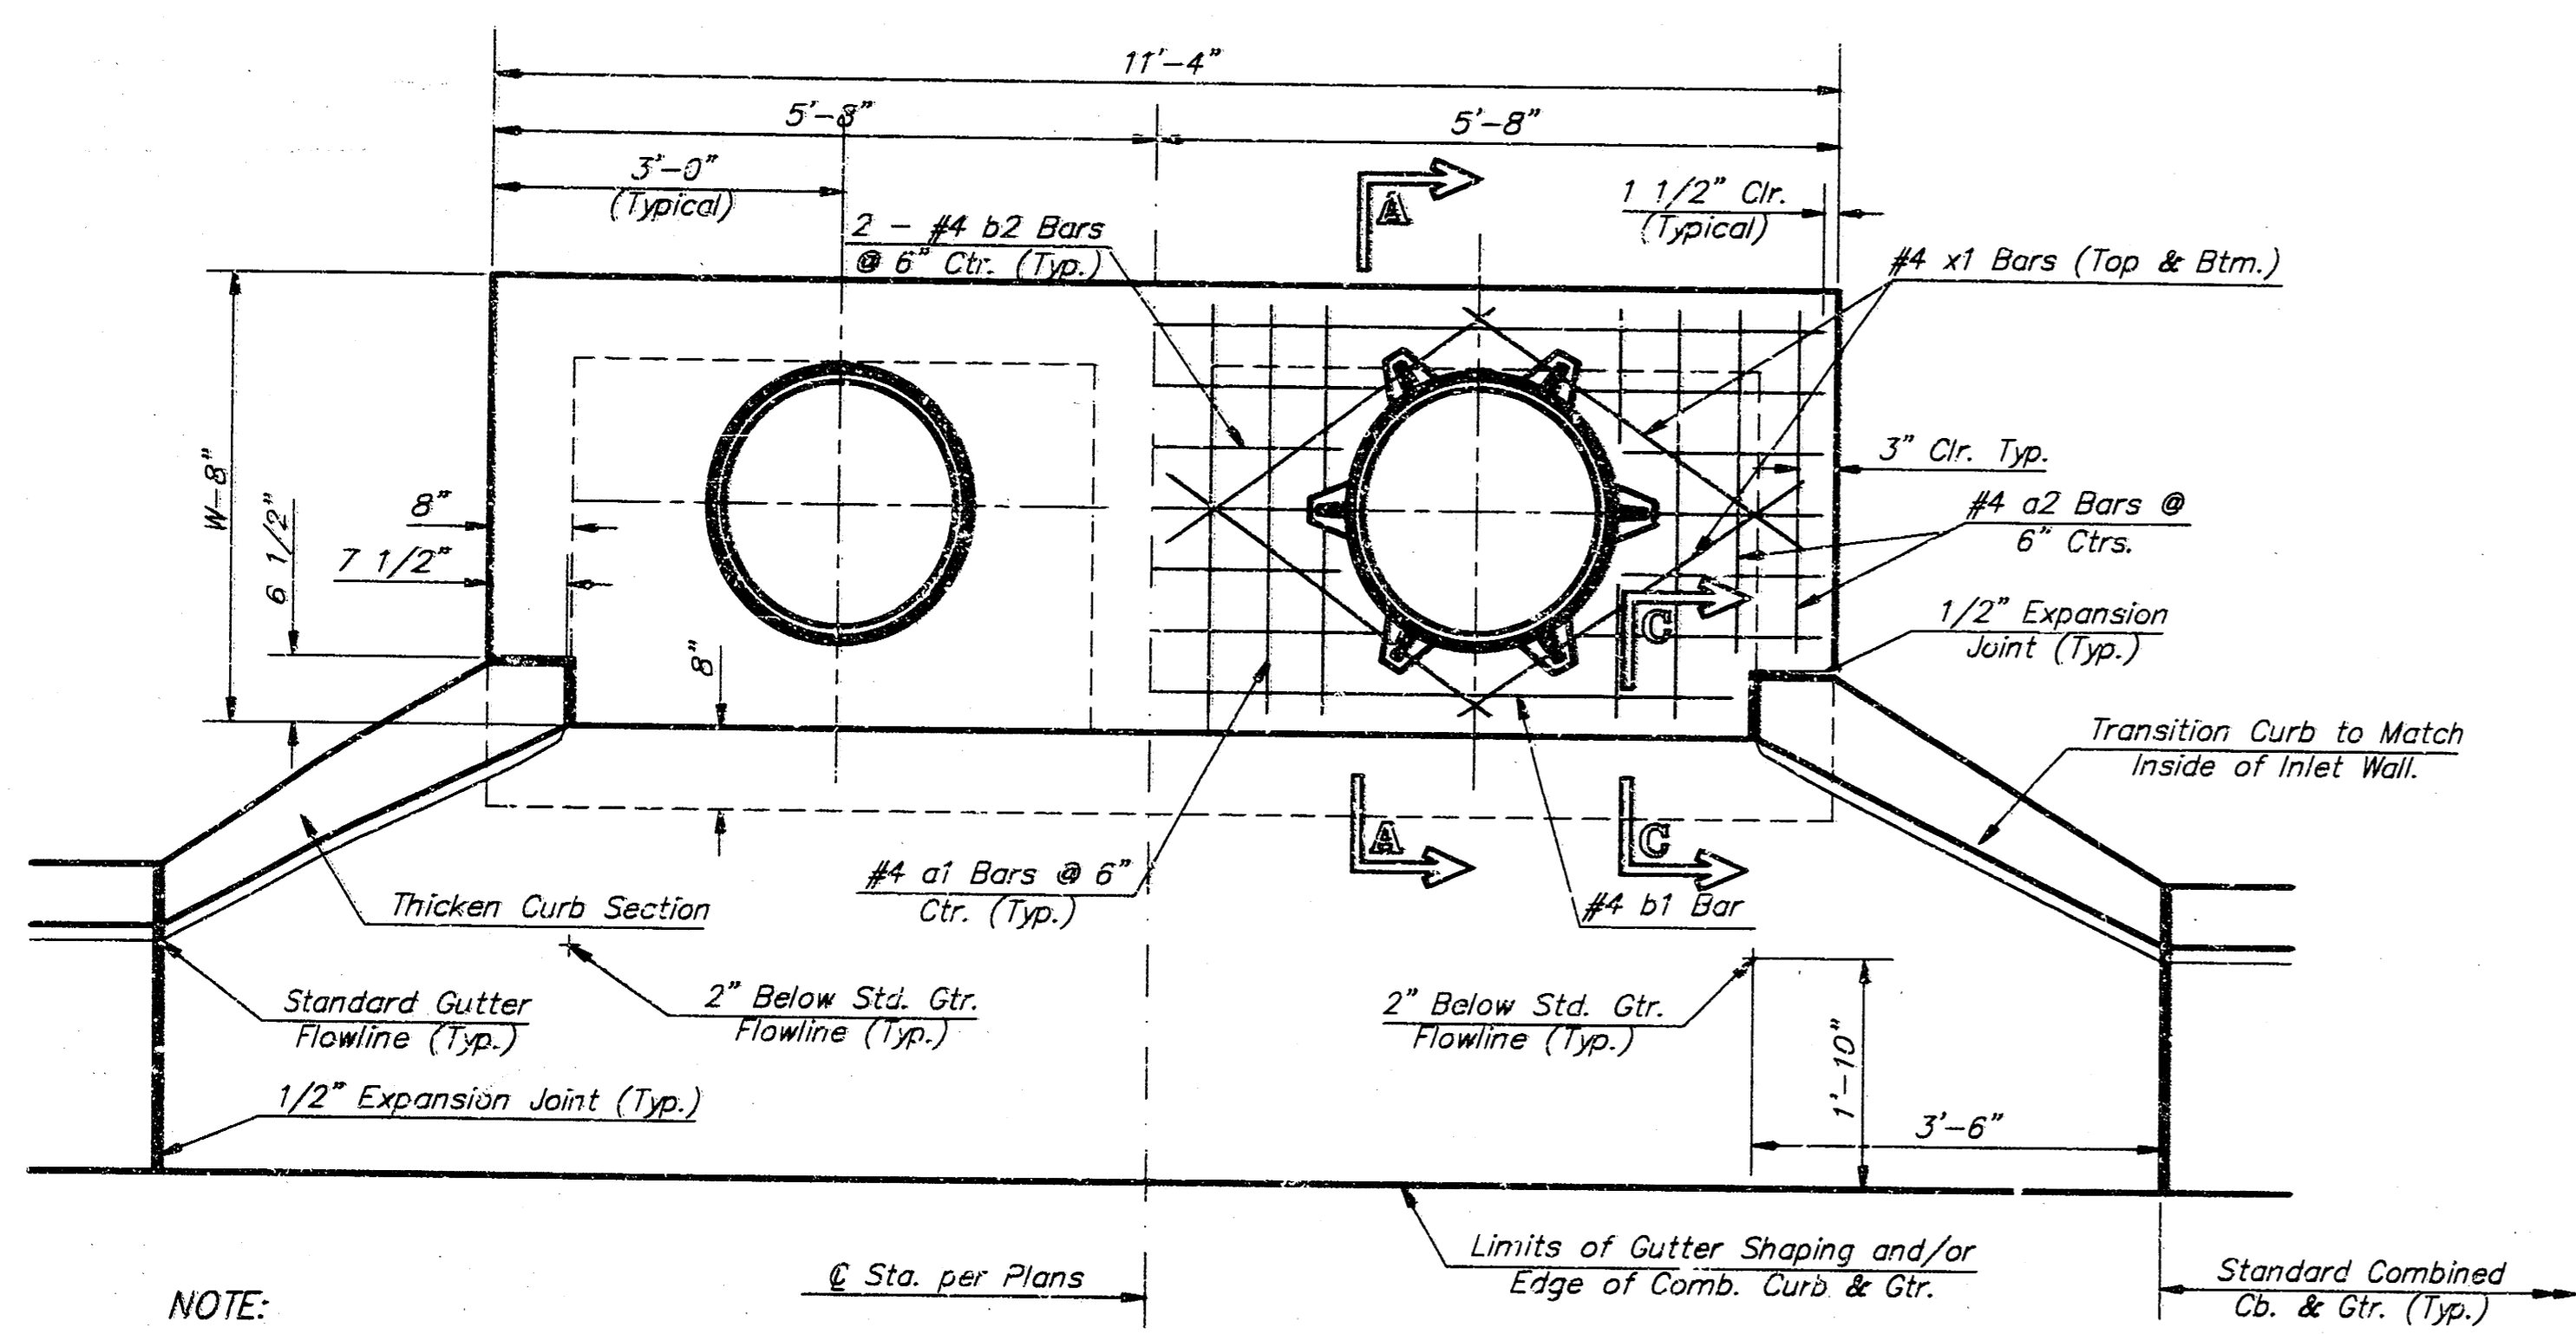 11'-4"
5'-8"
5'-8"
3'-0"
(Typical)
A
1 1/2" Clr.
(Typical)
2 - #4 b2 Bars
@ 6" Ctr. (Typ.)
#4 x1 Bars (Top & Btm.)
W-8"
8"
7 1/2"
6 1/2"
3" Clr. Typ.
#4 a2 Bars @
6" Ctrs.
C
1/2" Expansion
Joint (Typ.)
8"
Transition Curb to Match
Inside of Inlet Wall.
A
C
#4 a1 Bars @ 6"
Ctr. (Typ.)
#4 b1 Bar
Thicken Curb Section
Standard Gutter
Flowline (Typ.)
2" Below Std. Gtr.
Flowline (Typ.)
2" Below Std. Gtr.
Flowline (Typ.)
1'-10"
3'-6"
1/2" Expansion Joint (Typ.)
℄ Sta. per Plans
Limits of Gutter Shaping and/or
Edge of Comb. Curb & Gtr.
Standard Combined
Cb. & Gtr. (Typ.)
NOTE: